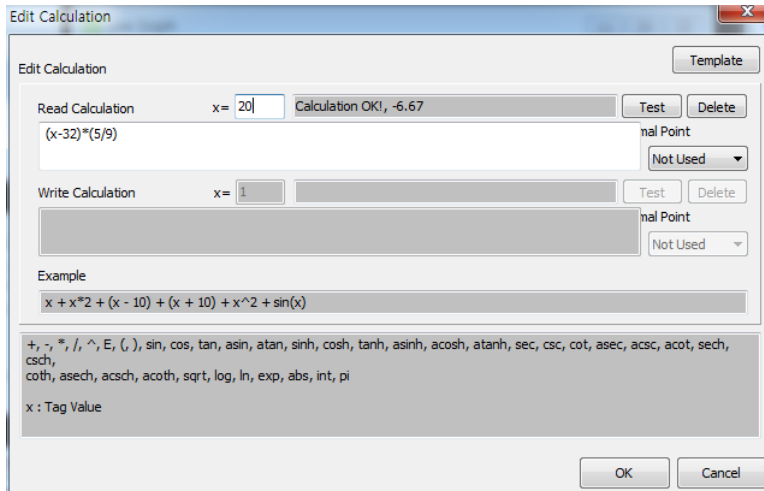 Edit Calculation
Template
Edit Calculation
Read Calculation x= 20 Calculation OK!, -6.67 Test Delete
(x-32)*(5/9)
mal Point
Not Used
Write Calculation x= 1 Test Delete
mal Point
Not Used
Example
x + x*2 + (x - 10) + (x + 10) + x^2 + sin(x)
+, -, *, /, ^, E, (, ), sin, cos, tan, asin, atan, sinh, cosh, tanh, asinh, acosh, atanh, sec, csc, cot, asec, acsc, acot, sech,
csch,
coth, asech, acsch, acoth, sqrt, log, ln, exp, abs, int, pi
x : Tag Value
OK Cancel